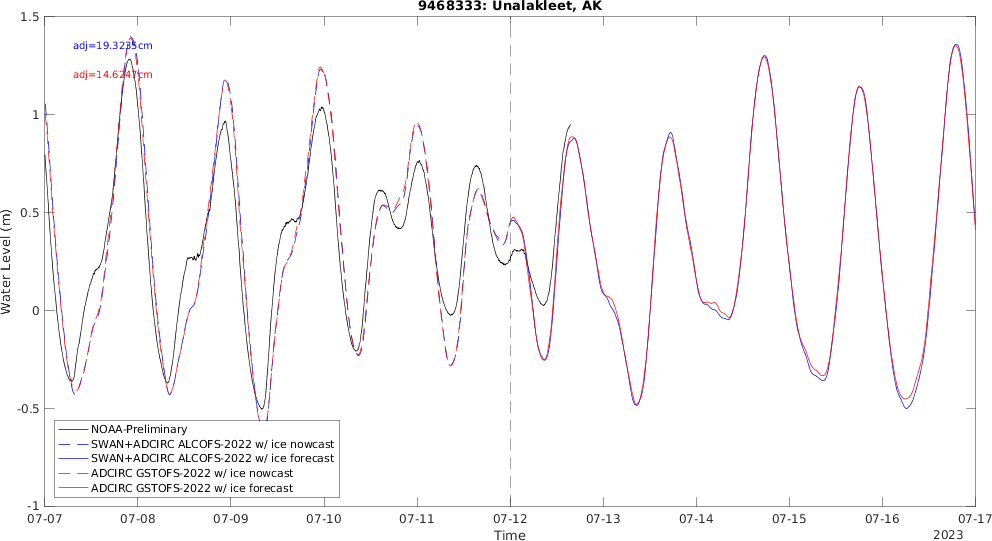 9468333: Unalakleet, AK
adj=19.3235cm
adj=14.6247cm
Water Level (m)
1.5
1
0.5
0
-0.5
-1
NOAA-Preliminary
SWAN+ADCIRC ALCOFS-2022 w/ ice nowcast
SWAN+ADCIRC ALCOFS-2022 w/ ice forecast
ADCIRC GSTOFS-2022 w/ ice nowcast
ADCIRC GSTOFS-2022 w/ ice forecast
07-07 07-08 07-09 07-10 07-11 07-12 07-13 07-14 07-15 07-16 07-17
Time
2023